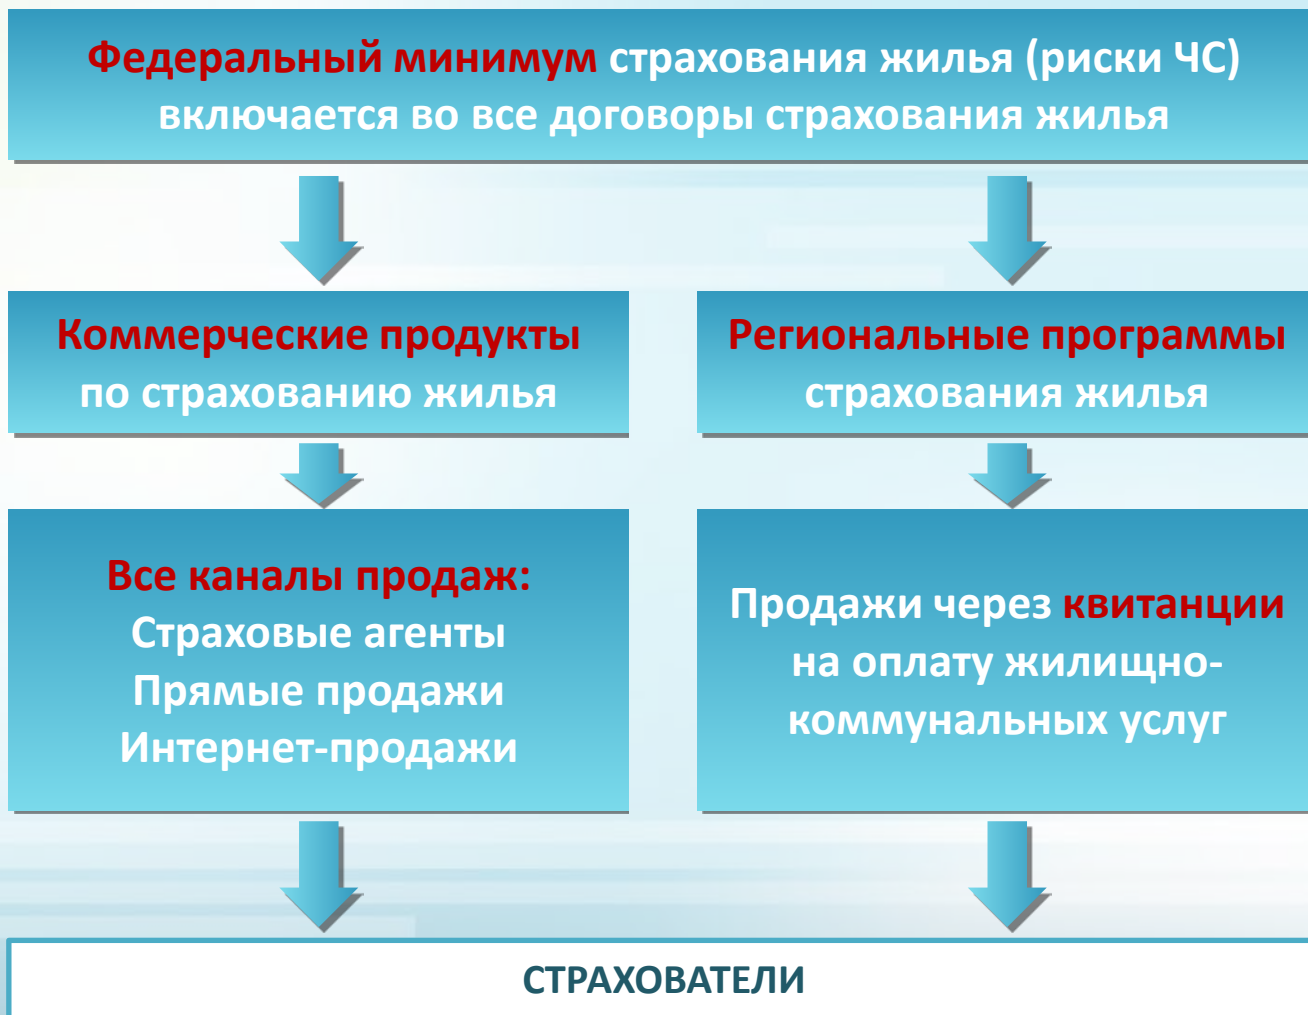 Федеральный минимум страхования жилья (риски ЧС)
включается во все договоры страхования жилья
Коммерческие продукты
по страхованию жилья
Региональные программы
страхования жилья
Все каналы продаж:
Страховые агенты
Прямые продажи
Интернет-продажи
Продажи через квитанции
на оплату жилищно-
коммунальных услуг
СТРАХОВАТЕЛИ